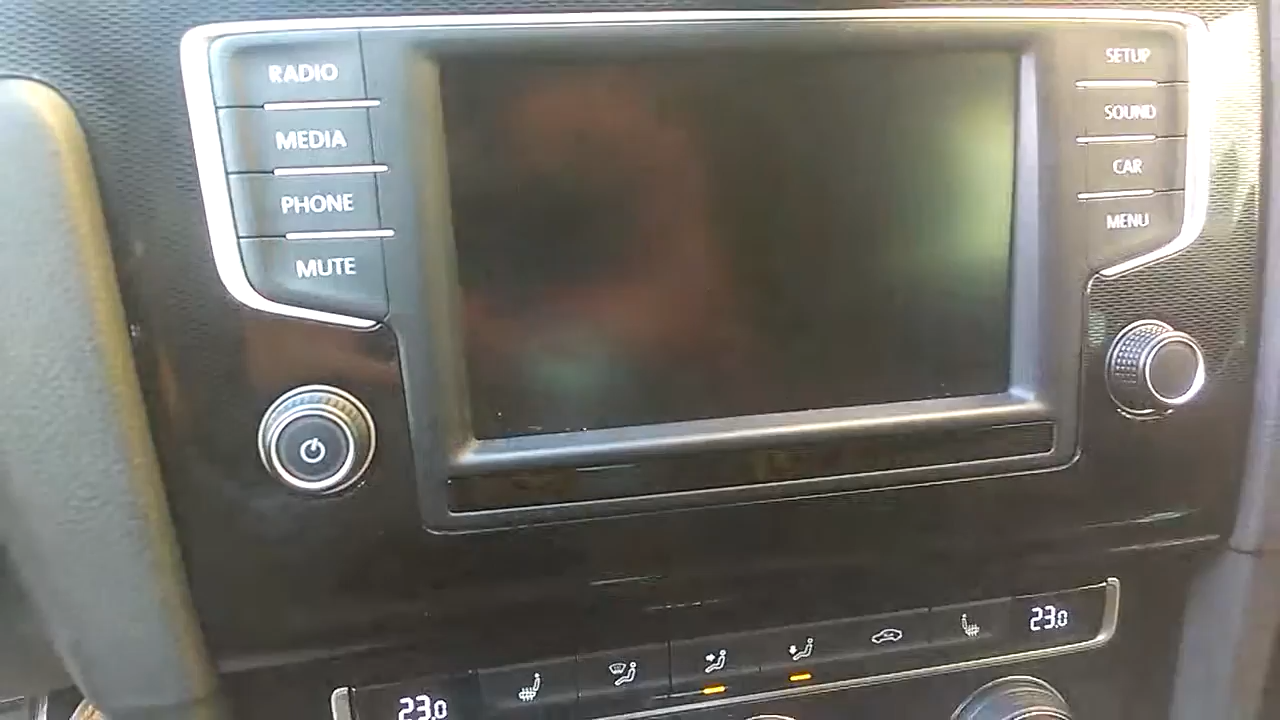 RADIO
MEDIA
PHONE
MUTE
SETUP
SOUND
CAR
MENU
23.0
23.0